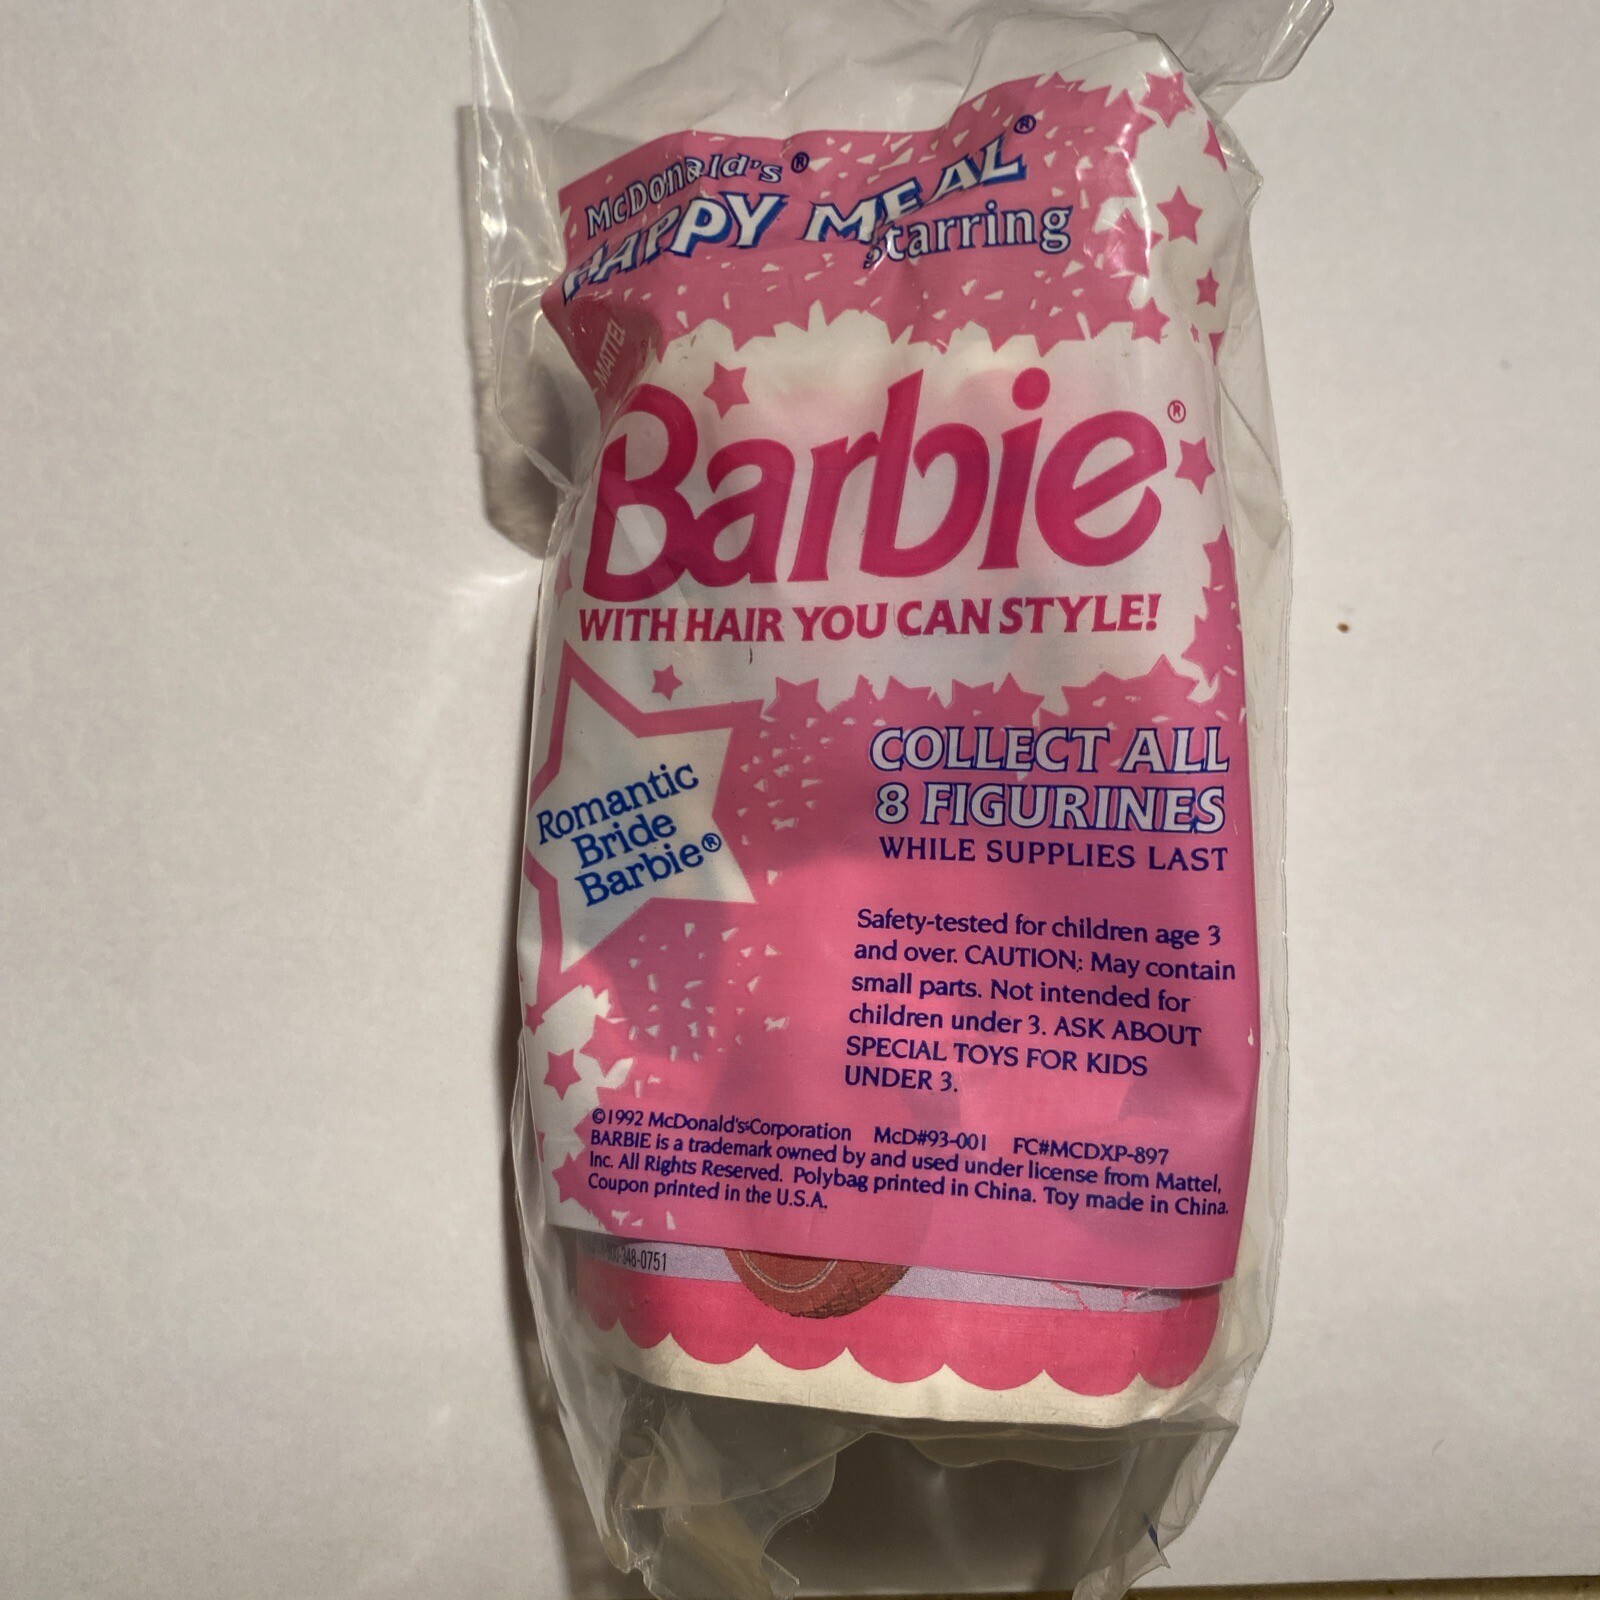 McDonald's®
HAPPY MEAL®
starring
MATTEL
Barbie®
WITH HAIR YOU CAN STYLE!
Romantic
Bride
Barbie®
COLLECT ALL
8 FIGURINES
WHILE SUPPLIES LAST
Safety-tested for children age 3
and over. CAUTION: May contain
small parts. Not intended for
children under 3. ASK ABOUT
SPECIAL TOYS FOR KIDS
UNDER 3.
©1992 McDonald's Corporation McD#93-001 FC#MCDXP-897
BARBIE is a trademark owned by and used under license from Mattel,
Inc. All Rights Reserved. Polybag printed in China. Toy made in China.
Coupon printed in the U.S.A.
348-0751